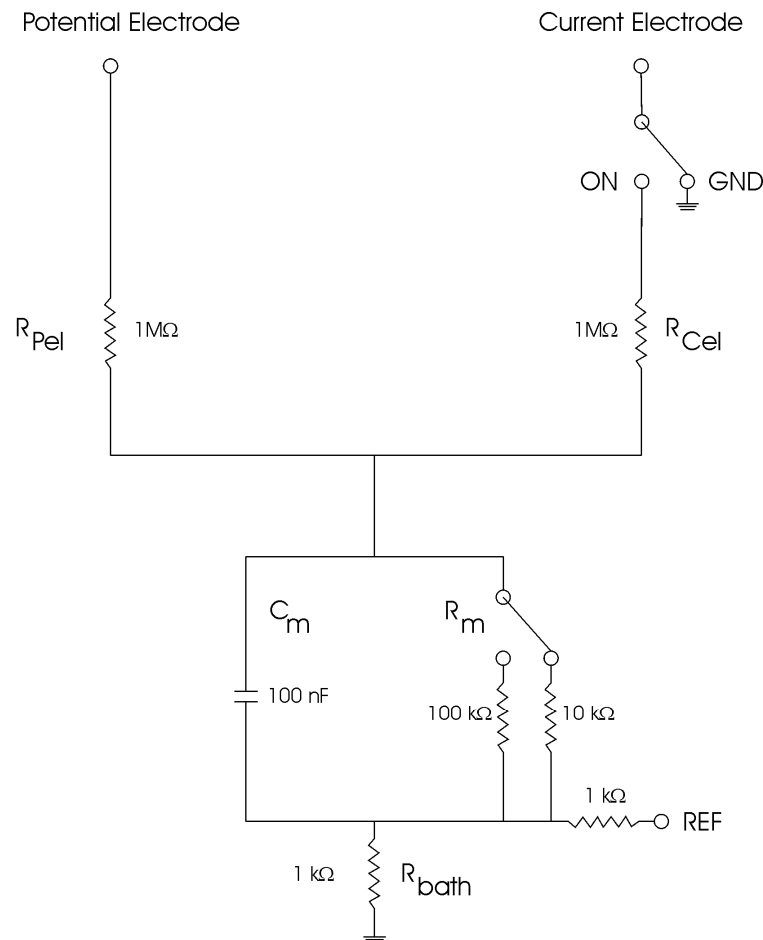 Potential Electrode
Current Electrode
ON
GND
R Pel
1MΩ
1MΩ
R Cel
C m
R m
100 nF
100 kΩ
10 kΩ
1 kΩ
REF
1 kΩ
R bath